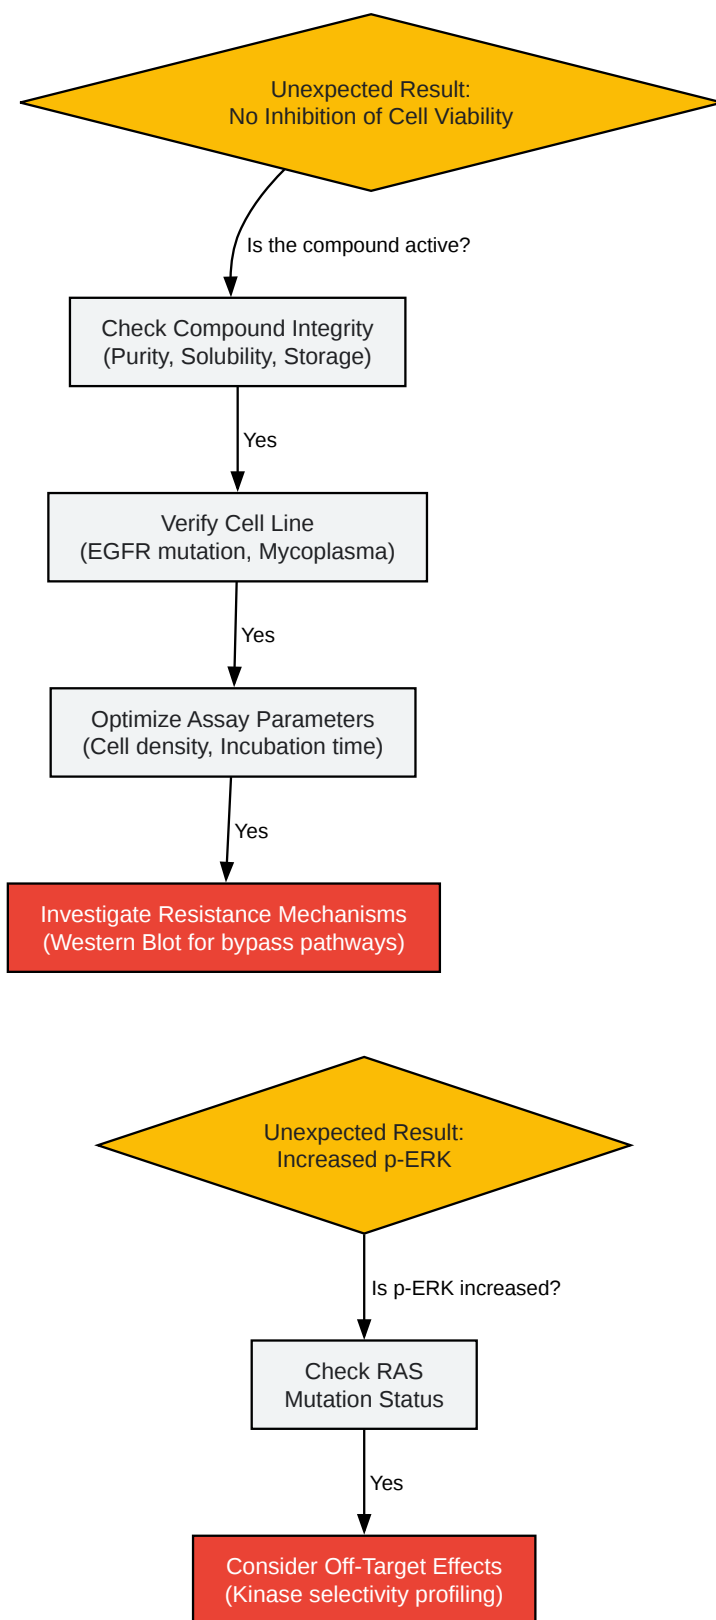 Unexpected Result:
No Inhibition of Cell Viability
Is the compound active?
Check Compound Integrity
(Purity, Solubility, Storage)
Yes
Verify Cell Line
(EGFR mutation, Mycoplasma)
Yes
Optimize Assay Parameters
(Cell density, Incubation time)
Yes
Investigate Resistance Mechanisms
(Western Blot for bypass pathways)
Unexpected Result:
Increased p-ERK
Is p-ERK increased?
Check RAS
Mutation Status
Yes
Consider Off-Target Effects
(Kinase selectivity profiling)